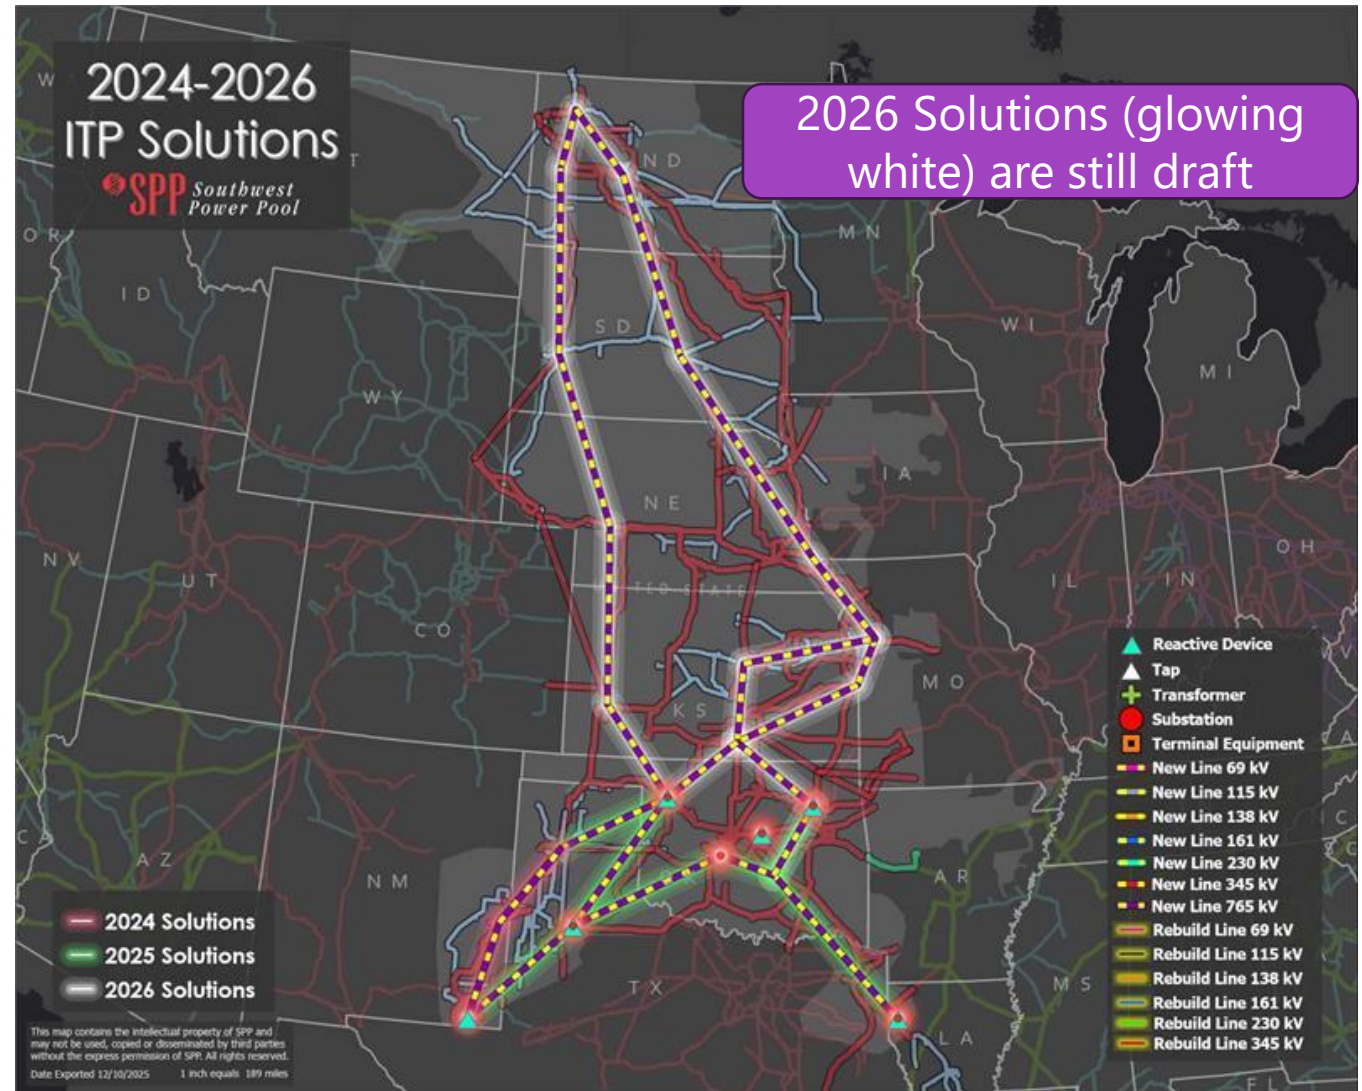 2024-2026
ITP Solutions
SPP Southwest
Power Pool
2026 Solutions (glowing
white) are still draft
W
T
ND
OR
MN
ID
SD
WI
MI
WY
IA
NE
NV
UT
OH
IL
IN
CO
MO
KS
AZ
NM
AR
TX
MS
LA
Reactive Device
Tap
Transformer
Substation
Terminal Equipment
New Line 69 kV
New Line 115 kV
New Line 138 kV
New Line 161 kV
New Line 230 kV
New Line 345 kV
New Line 765 kV
Rebuild Line 69 kV
Rebuild Line 115 kV
Rebuild Line 138 kV
Rebuild Line 161 kV
Rebuild Line 230 kV
Rebuild Line 345 kV
2024 Solutions
2025 Solutions
2026 Solutions
This map contains the intellectual property of SPP and
may not be used, copied or disseminated by third parties
without the express permission of SPP. All rights reserved.
Date Exported 12/10/2025 1 inch equals 189 miles